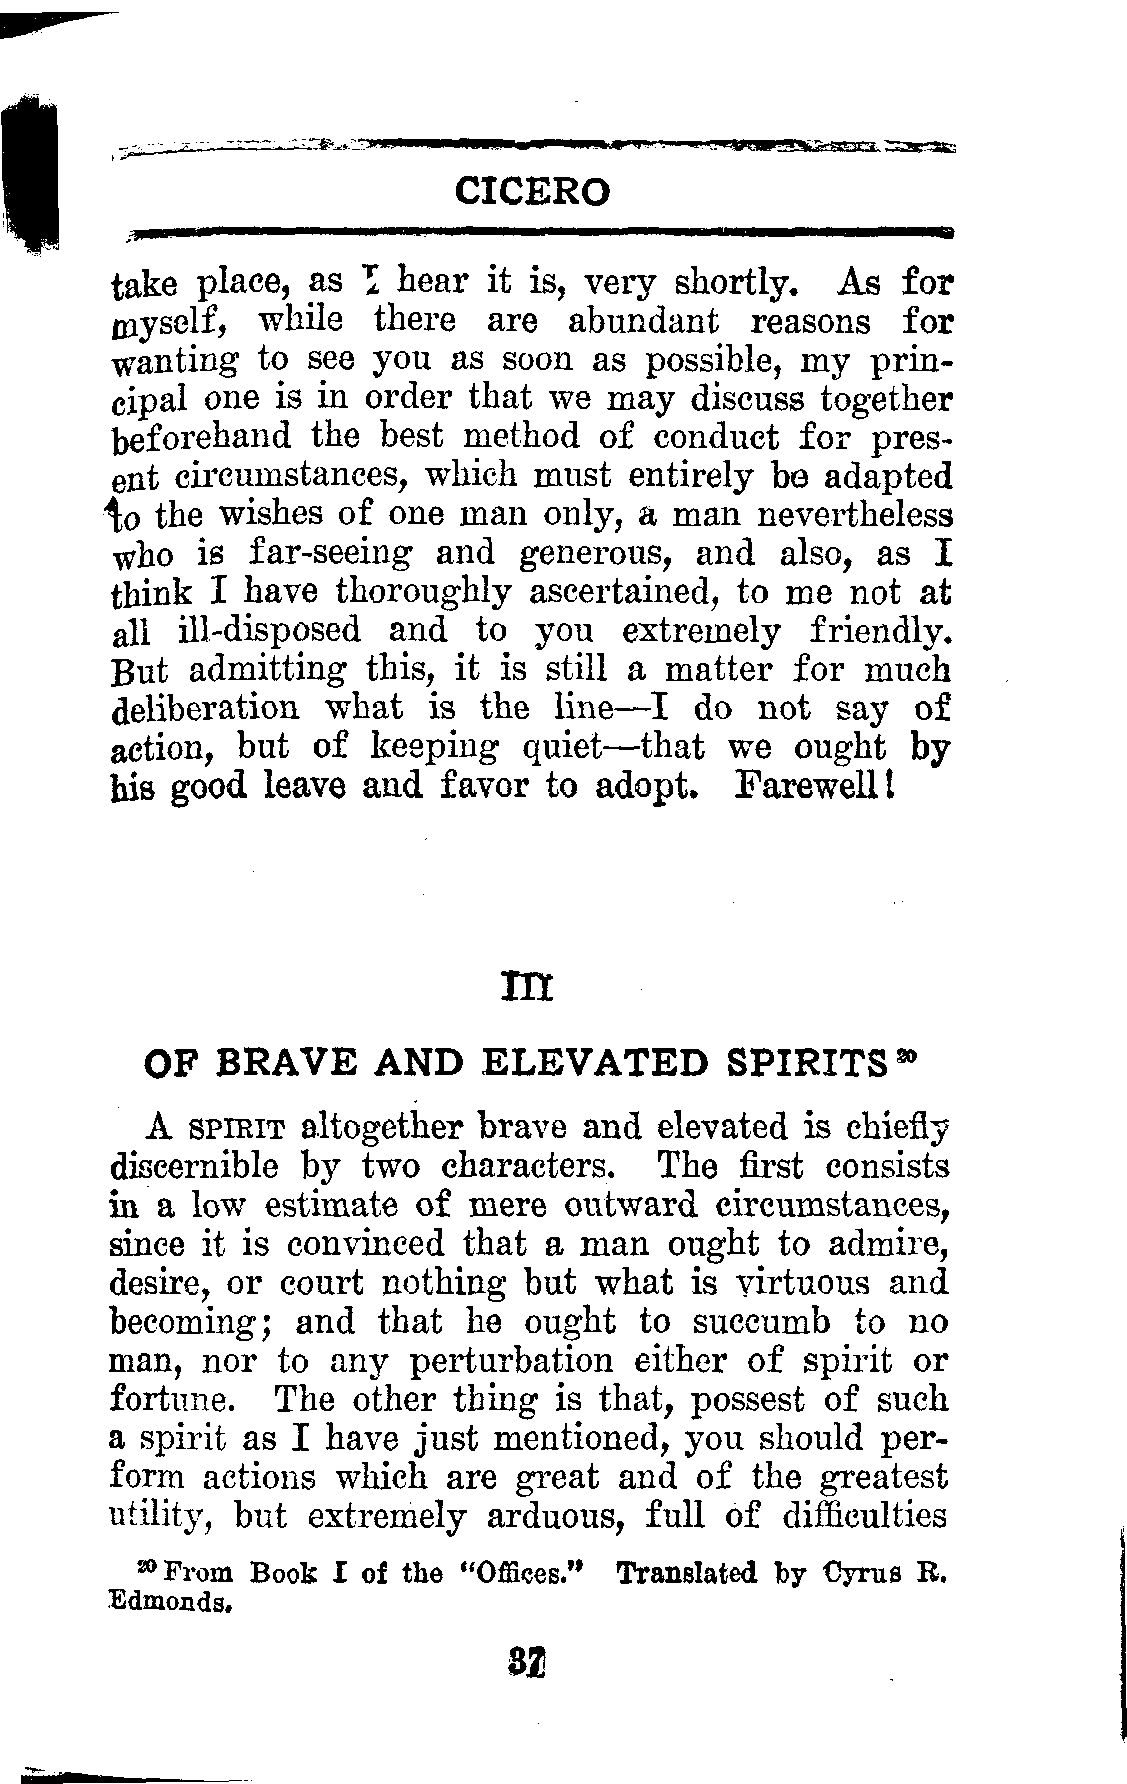 CICERO
take place, as I hear it is, very shortly. As for
myself, while there are abundant reasons for
wanting to see you as soon as possible, my prin-
cipal one is in order that we may discuss together
beforehand the best method of conduct for pres-
ent circumstances, which must entirely be adapted
to the wishes of one man only, a man nevertheless
who is far-seeing and generous, and also, as I
think I have thoroughly ascertained, to me not at
all ill-disposed and to you extremely friendly.
But admitting this, it is still a matter for much
deliberation what is the line—I do not say of
action, but of keeping quiet—that we ought by
his good leave and favor to adopt. Farewell!
III
OF BRAVE AND ELEVATED SPIRITS²⁰
A SPIRIT altogether brave and elevated is chiefly
discernible by two characters. The first consists
in a low estimate of mere outward circumstances,
since it is convinced that a man ought to admire,
desire, or court nothing but what is virtuous and
becoming; and that he ought to succumb to no
man, nor to any perturbation either of spirit or
fortune. The other thing is that, possest of such
a spirit as I have just mentioned, you should per-
form actions which are great and of the greatest
utility, but extremely arduous, full of difficulties
²⁰ From Book I of the "Offices." Translated by Cyrus R.
Edmonds.
37